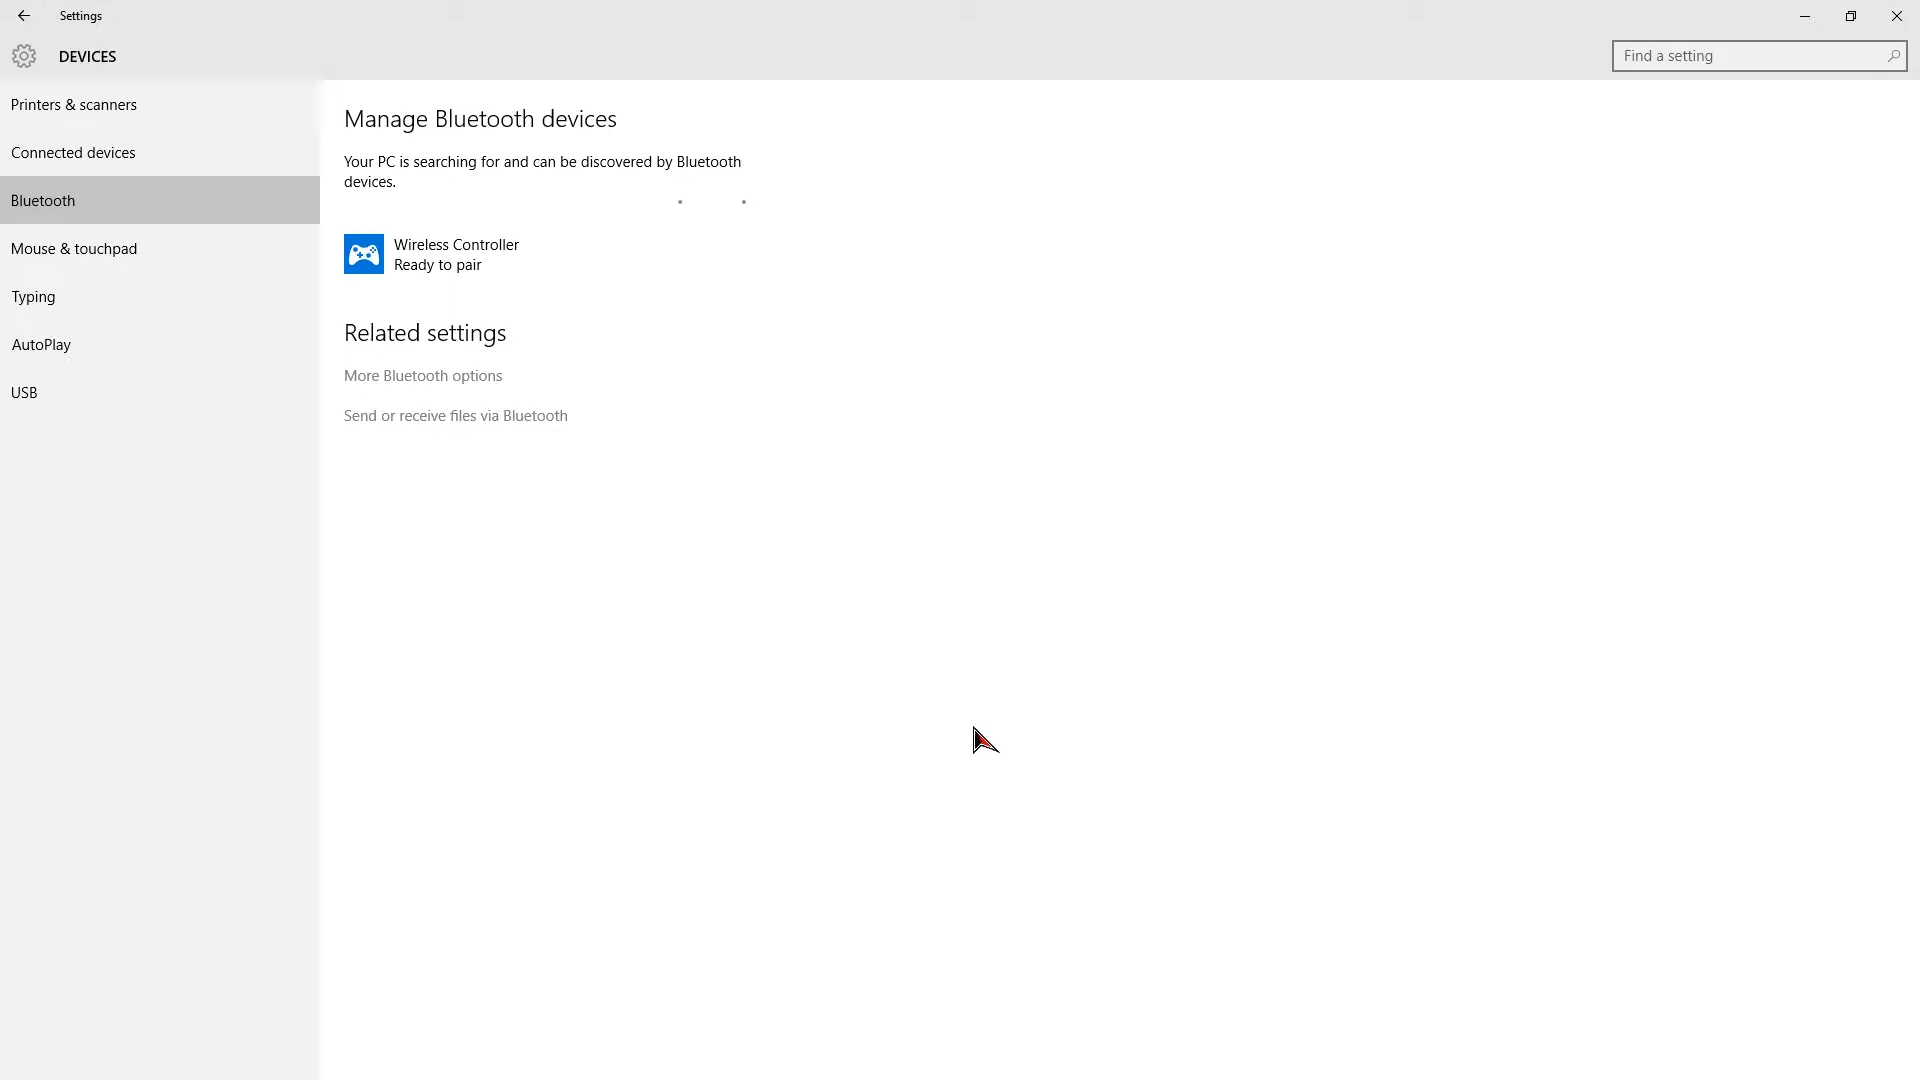 Settings
DEVICES
Find a setting
Printers & scanners
Connected devices
Bluetooth
Mouse & touchpad
Typing
AutoPlay
USB
Manage Bluetooth devices
Your PC is searching for and can be discovered by Bluetooth
devices.
Wireless Controller
Ready to pair
Related settings
More Bluetooth options
Send or receive files via Bluetooth